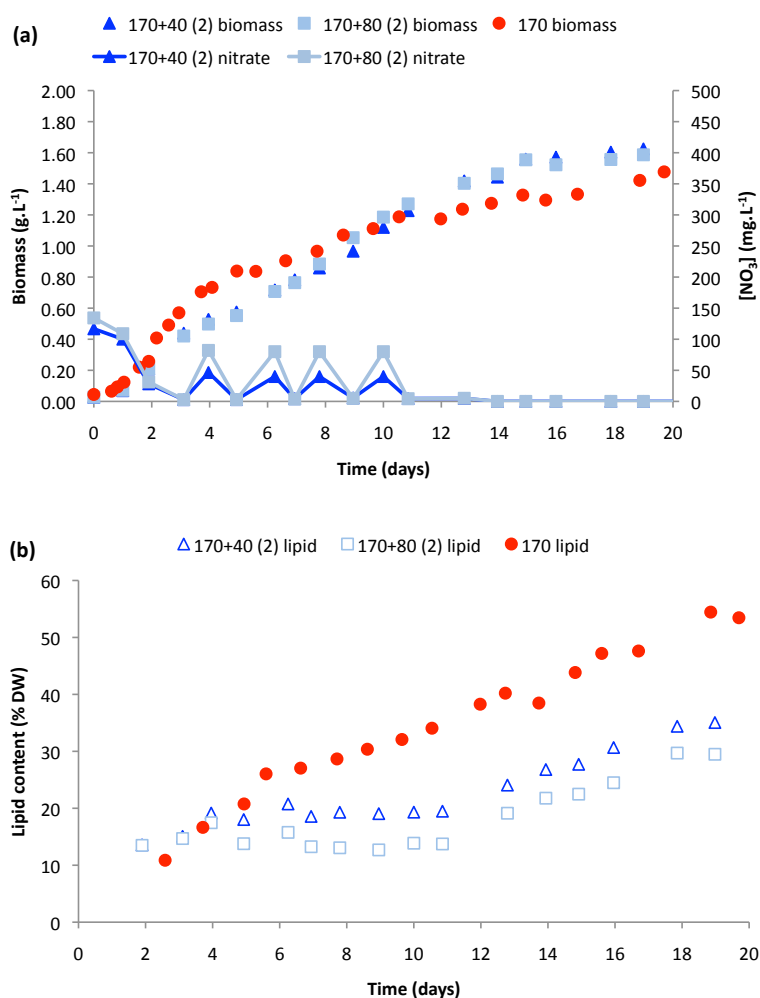 (a)
170+40 (2) biomass 170+80 (2) biomass 170 biomass
170+40 (2) nitrate 170+80 (2) nitrate
2.00 500
1.80 450
1.60 400
1.40 350
1.20 300
1.00 250
0.80 200
0.60 150
0.40 100
0.20 50
0.00 0
Biomass (g.L-1)
[NO3] (mg.L-1)
0 2 4 6 8 10 12 14 16 18 20
Time (days)
(b)
170+40 (2) lipid 170+80 (2) lipid 170 lipid
60
50
40
30
20
10
0
Lipid content (% DW)
0 2 4 6 8 10 12 14 16 18 20
Time (days)